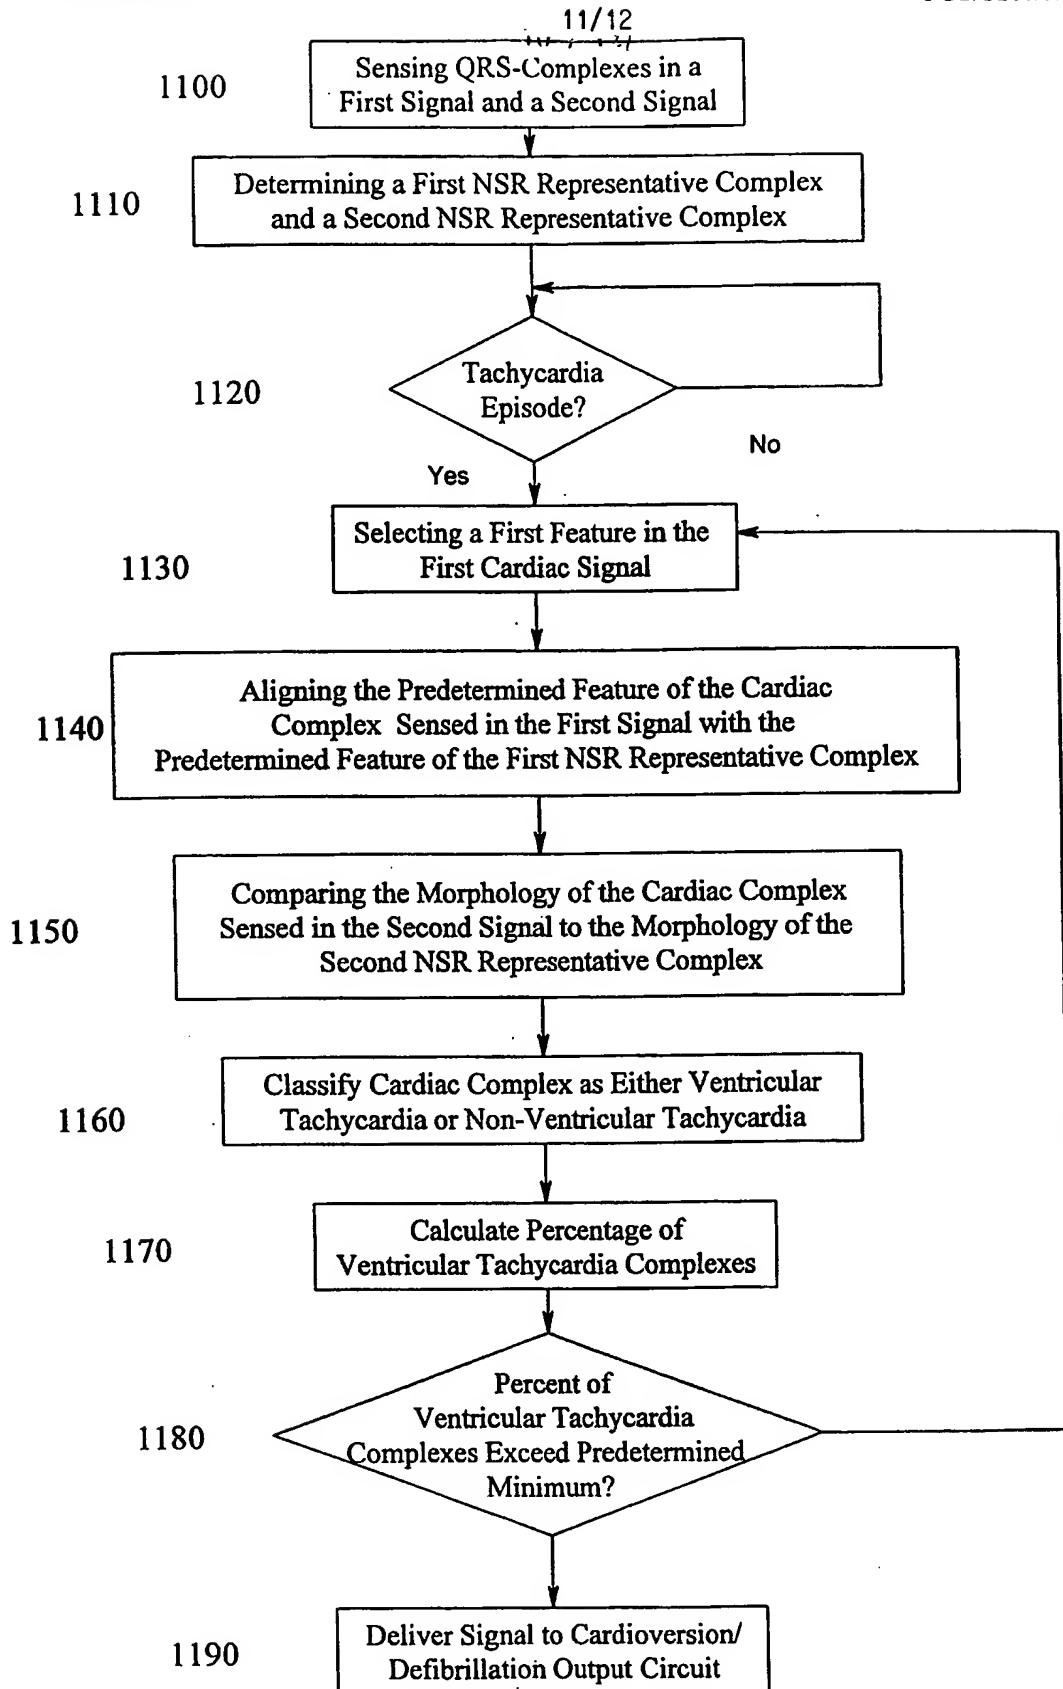 11/12
1100
Sensing QRS-Complexes in a
First Signal and a Second Signal
1110
Determining a First NSR Representative Complex
and a Second NSR Representative Complex
1120
Tachycardia
Episode?
No
Yes
1130
Selecting a First Feature in the
First Cardiac Signal
1140
Aligning the Predetermined Feature of the Cardiac
Complex Sensed in the First Signal with the
Predetermined Feature of the First NSR Representative Complex
1150
Comparing the Morphology of the Cardiac Complex
Sensed in the Second Signal to the Morphology of the
Second NSR Representative Complex
1160
Classify Cardiac Complex as Either Ventricular
Tachycardia or Non-Ventricular Tachycardia
1170
Calculate Percentage of
Ventricular Tachycardia Complexes
1180
Percent of
Ventricular Tachycardia
Complexes Exceed Predetermined
Minimum?
1190
Deliver Signal to Cardioversion/
Defibrillation Output Circuit